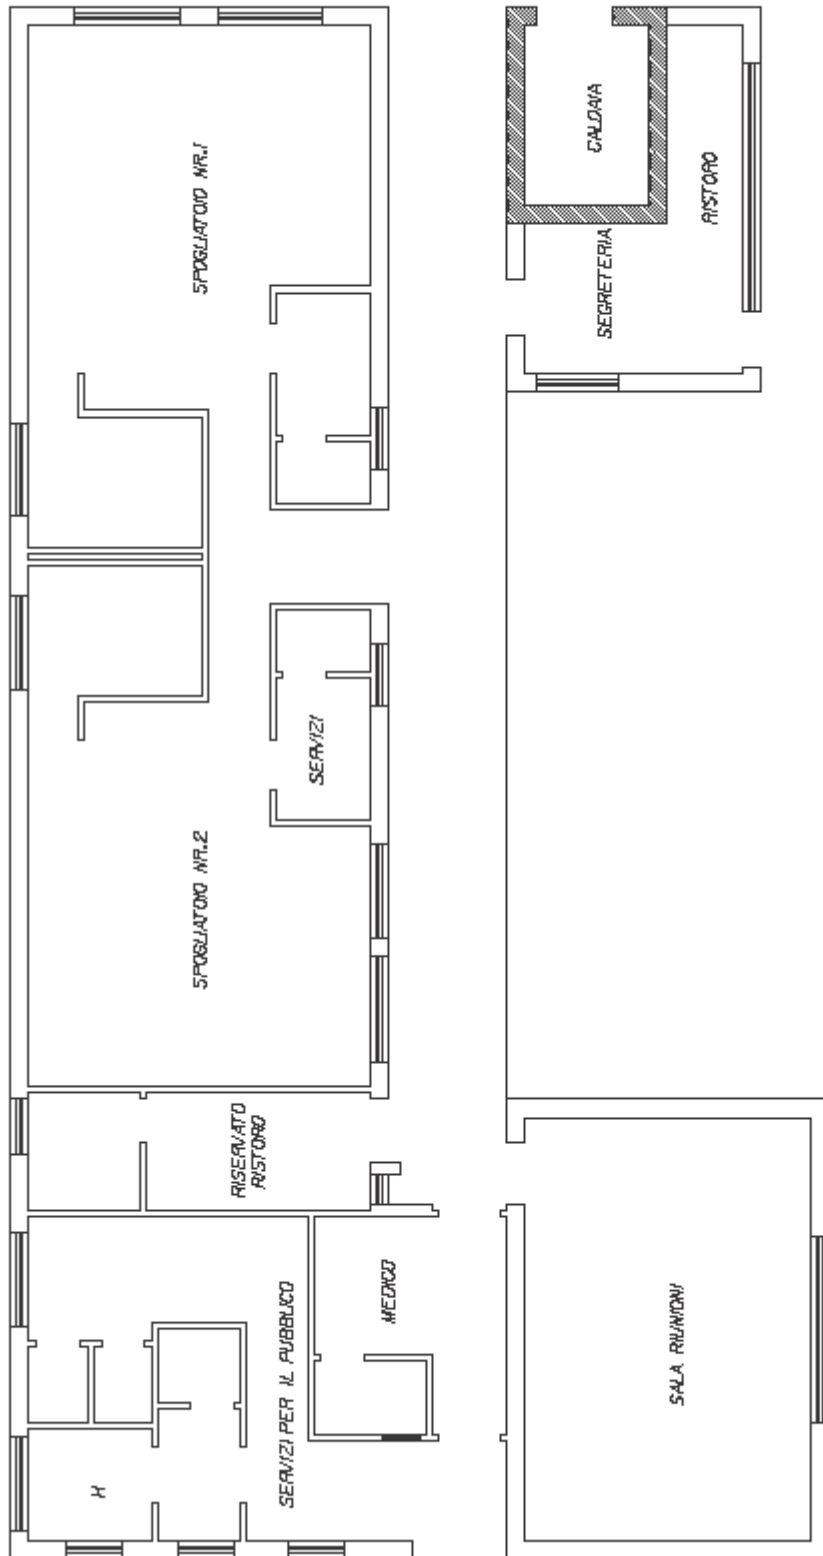 SPOGLIATOIO NR.1
CALDAIA
RISTORO
SEGRETERIA
SERVIZI
SPOGLIATOIO NR.2
RISERVATO
RISTORO
MEDICO
SERVIZI PER IL PUBBLICO
SALA RIUNIONI
H